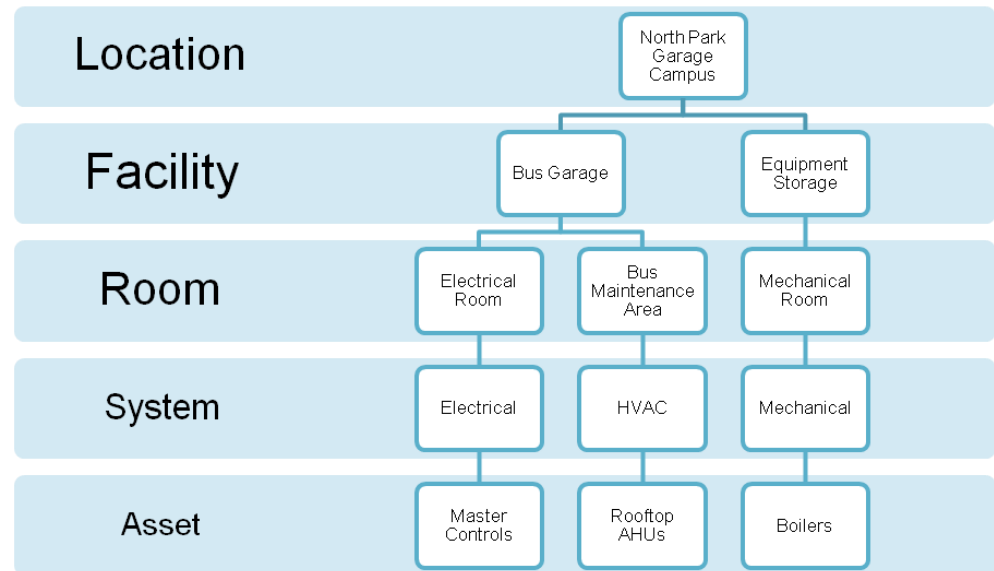 Location
North Park
Garage
Campus
Facility
Bus Garage
Equipment
Storage
Room
Electrical
Room
Bus
Maintenance
Area
Mechanical
Room
System
Electrical
HVAC
Mechanical
Asset
Master
Controls
Rooftop
AHUs
Boilers